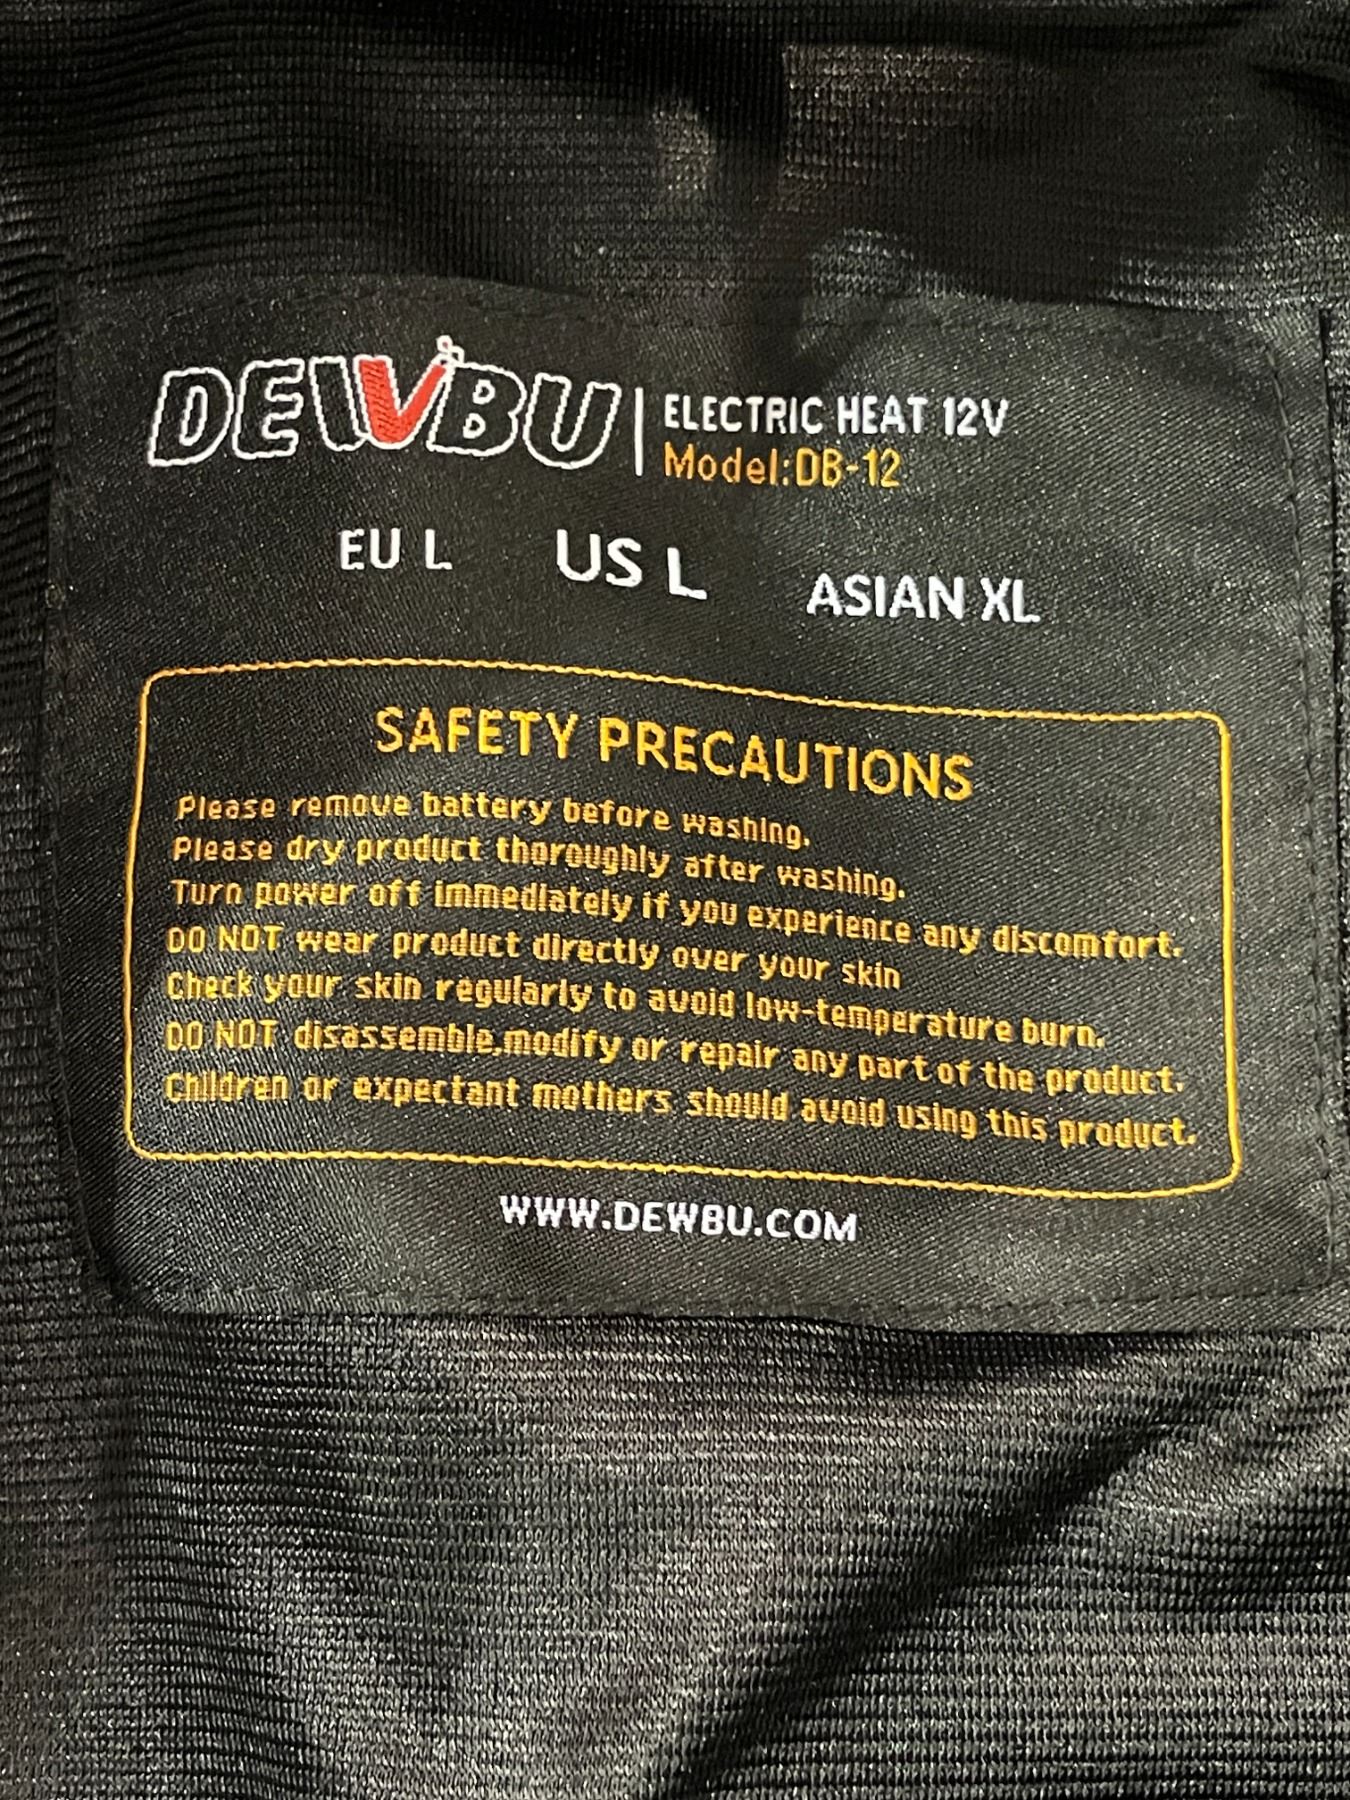 DEWBU
ELECTRIC HEAT 12V
Model:DB-12
EU L US L ASIAN XL
SAFETY PRECAUTIONS
Please remove battery before washing.
Please dry product thoroughly after washing.
Turn power off immediately if you experience any discomfort.
DO NOT wear product directly over your skin
Check your skin regularly to avoid low-temperature burn.
DO NOT disassemble,modify or repair any part of the product.
Children or expectant mothers should avoid using this product.
WWW.DEWBU.COM